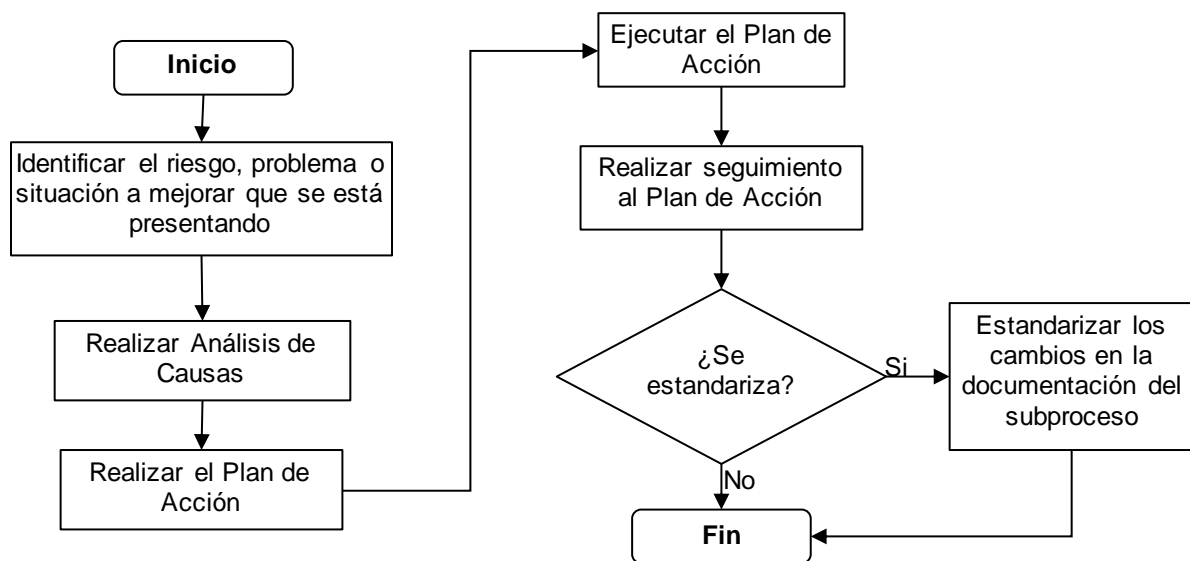 Inicio
Identificar el riesgo, problema o
situación a mejorar que se está
presentando
Realizar Análisis de
Causas
Realizar el Plan de
Acción
Ejecutar el Plan de
Acción
Realizar seguimiento
al Plan de Acción
¿Se
estandariza?
Si
Estandarizar los
cambios en la
documentación del
subproceso
No
Fin